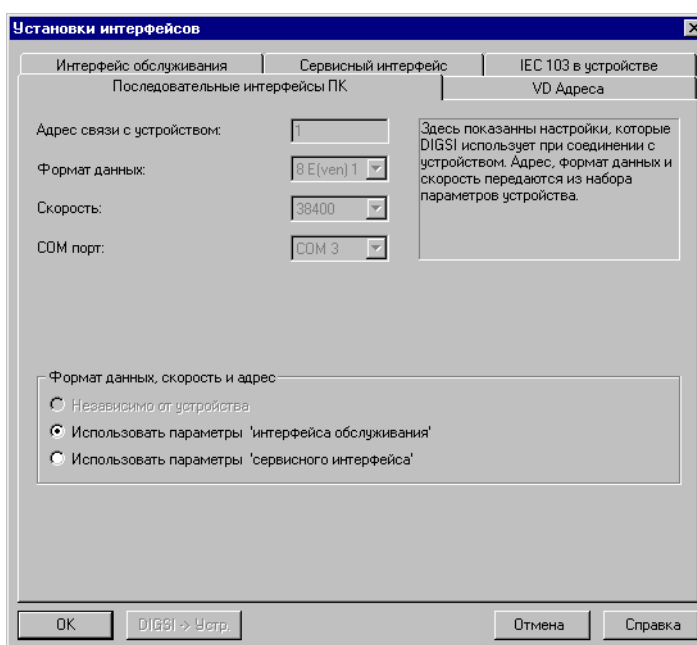 Установки интерфейсов
Интерфейс обслуживания
Сервисный интерфейс
IEC 103 в устройстве
Последовательные интерфейсы ПК
VD Адреса
Адрес связи с устройством:
1
Формат данных:
8 E(ven) 1
Скорость:
38400
COM порт:
COM 3
Здесь показанны настройки, которые
DIGSI использует при соединении с
устройством. Адрес, формат данных и
скорость передаются из набора
параметров устройства.
Формат данных, скорость и адрес
Независимо от устройства
Использовать параметры 'интерфейса обслуживания'
Использовать параметры 'сервисного интерфейса'
OK
DIGSI -> Устр.
Отмена
Справка